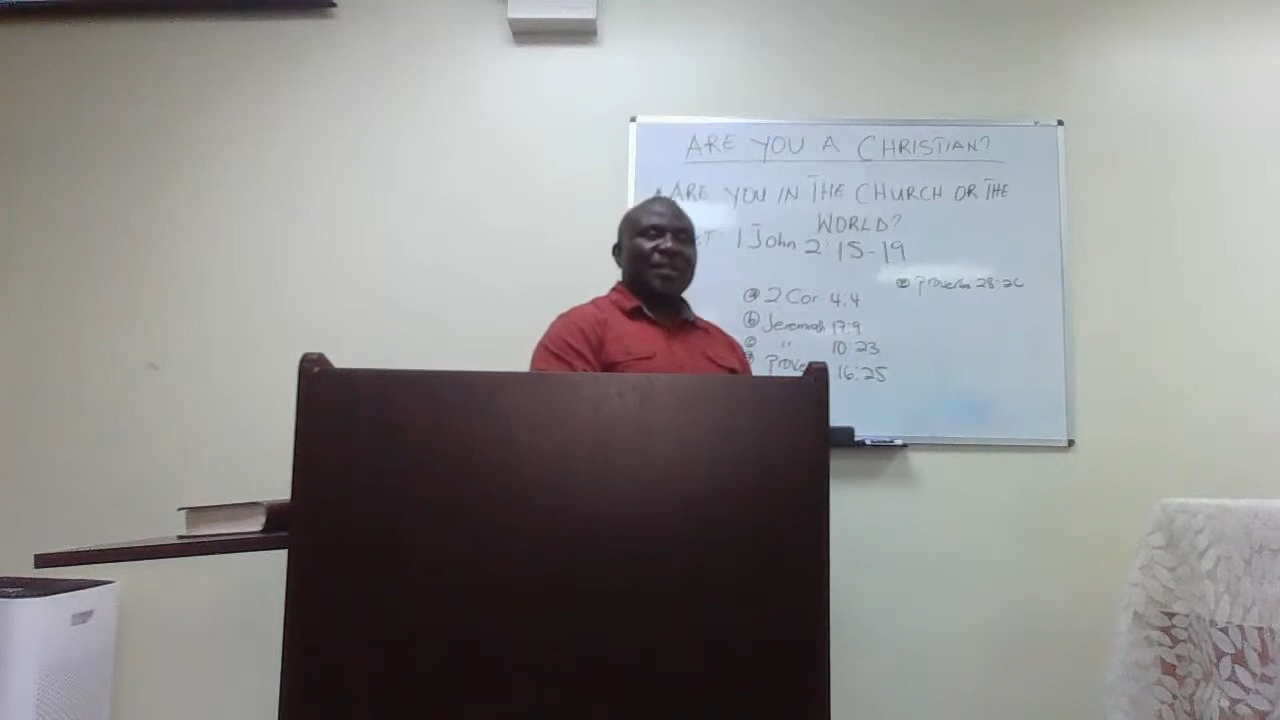 ARE YOU A CHRISTIAN?
ARE YOU IN THE CHURCH OR THE
WORLD?
1 John 2:15-19
ⓐ 2 Cor 4:4
ⓑ Jeremiah 17:9
ⓒ " 10:23
16:25
ⓔ Proverbs 28:26